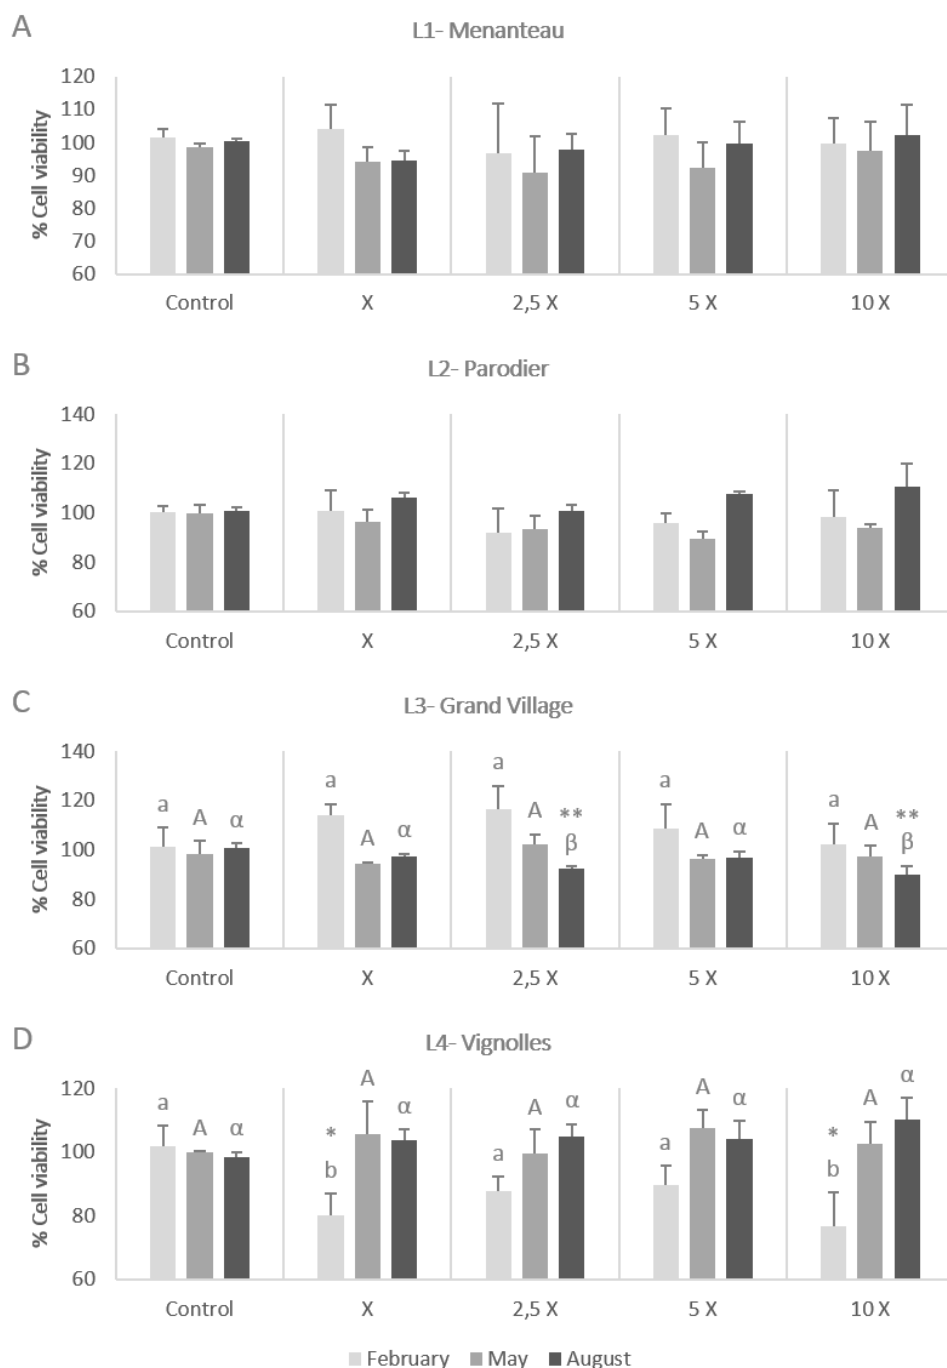 A
L1- Menanteau
120
110
100
90
80
70
60
% Cell viability
Control X 2,5 X 5 X 10 X
B
L2- Parodier
140
120
100
80
60
% Cell viability
Control X 2,5 X 5 X 10 X
C
L3- Grand Village
140
120
100
80
60
% Cell viability
a A α a A α a A ** β a A α a A ** β
Control X 2,5 X 5 X 10 X
D
L4- Vignolles
120
100
80
60
% Cell viability
a A α * b A α a A α a A α * b A α
Control X 2,5 X 5 X 10 X
February May August